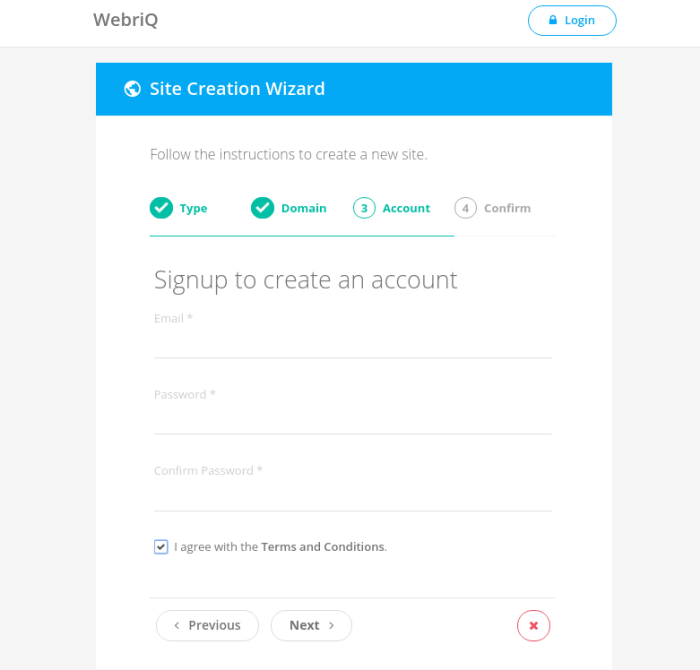 WebriQ
Login
Site Creation Wizard
Follow the instructions to create a new site.
Type
Domain
3 Account
4 Confirm
Signup to create an account
Email *
Password *
Confirm Password *
I agree with the Terms and Conditions.
Previous
Next